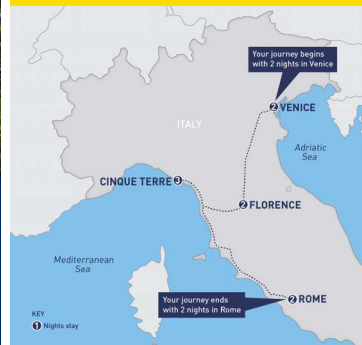 Your journey begins
with 2 nights in Venice
2 VENICE
ITALY
Adriatic
Sea
CINQUE TERRE 3
2 FLORENCE
Mediterranean
Sea
Your journey ends
with 2 nights in Rome
2 ROME
KEY
1 Nights stay